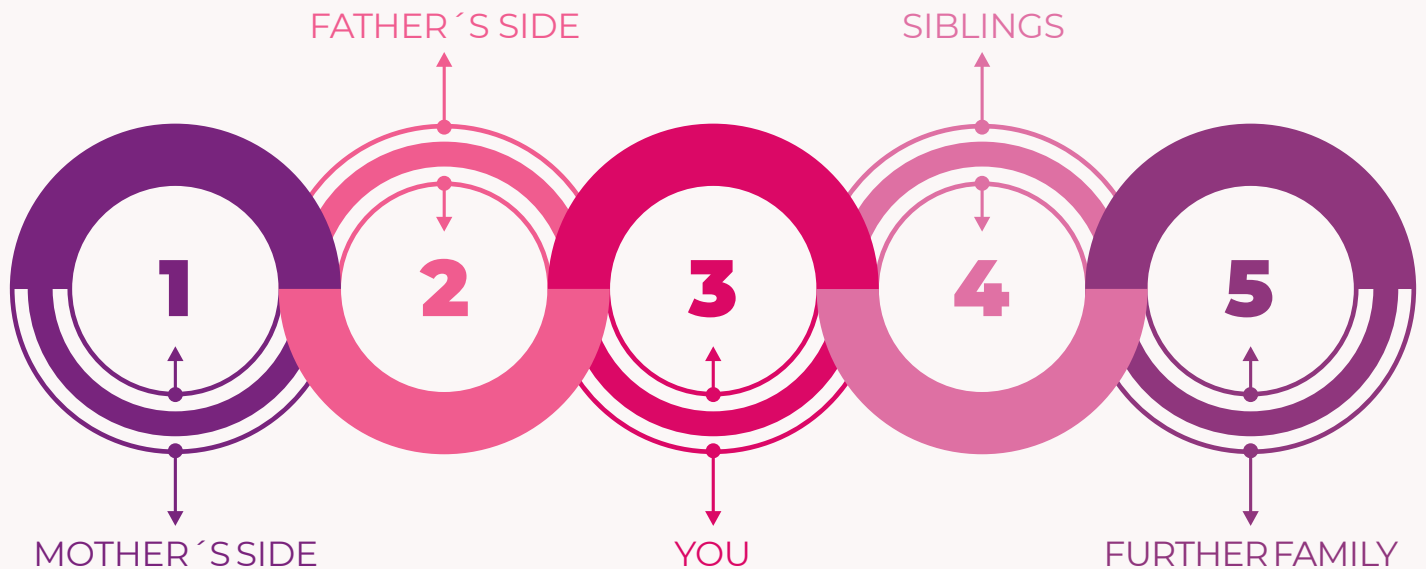 FATHER´S SIDE
SIBLINGS
1
2
3
4
5
MOTHER´S SIDE
YOU
FURTHER FAMILY